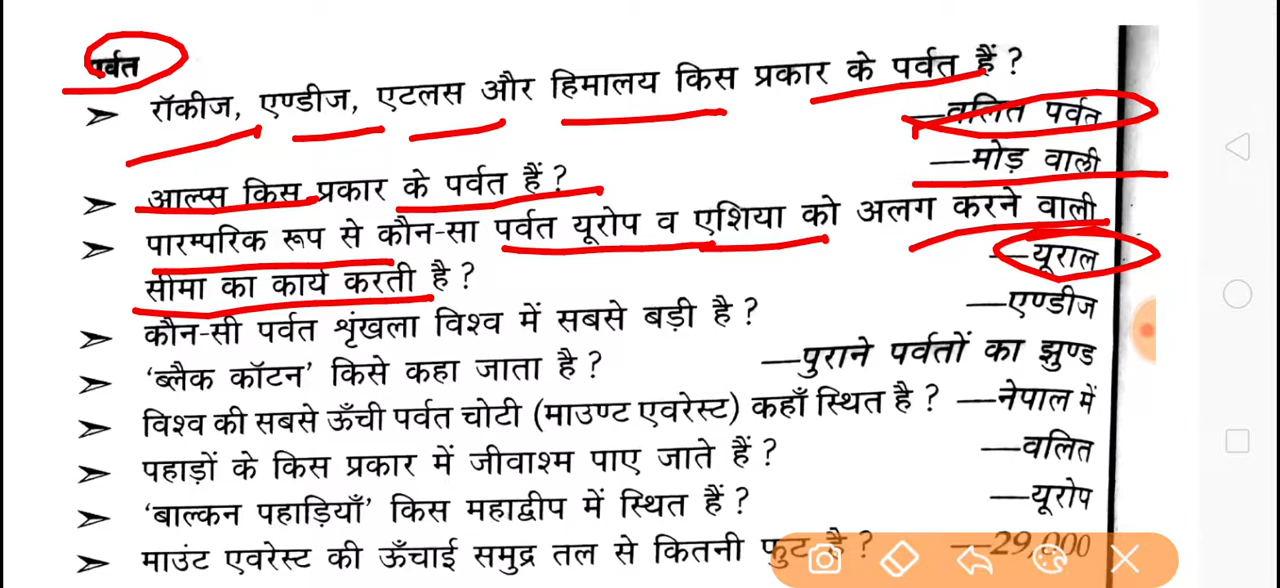 पर्वत
➤ रॉकीज, एण्डीज, एटलस और हिमालय किस प्रकार के पर्वत हैं ?
—वलित पर्वत
➤ आल्प्स किस प्रकार के पर्वत हैं ? —मोड़ वाली
➤ पारम्परिक रूप से कौन-सा पर्वत यूरोप व एशिया को अलग करने वाली
सीमा का कार्य करती है ? —यूराल
➤ कौन-सी पर्वत शृंखला विश्व में सबसे बड़ी है ? —एण्डीज
➤ ‘ब्लैक कॉटन’ किसे कहा जाता है ? —पुराने पर्वतों का झुण्ड
➤ विश्व की सबसे ऊँची पर्वत चोटी (माउण्ट एवरेस्ट) कहाँ स्थित है ? —नेपाल में
➤ पहाड़ों के किस प्रकार में जीवाश्म पाए जाते हैं ? —वलित
➤ ‘बाल्कन पहाड़ियाँ’ किस महाद्वीप में स्थित हैं ? —यूरोप
➤ माउंट एवरेस्ट की ऊँचाई समुद्र तल से कितनी फुट है ? —29,000